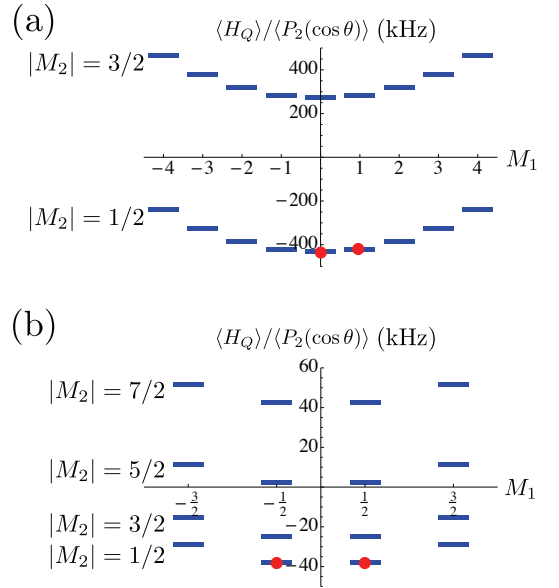 (a)
⟨H_Q⟩/⟨P_2(cos θ)⟩ (kHz)
|M_2| = 3/2
400
200
-4 -3 -2 -1 1 2 3 4 M_1
-200
|M_2| = 1/2
-400
(b)
⟨H_Q⟩/⟨P_2(cos θ)⟩ (kHz)
60
|M_2| = 7/2
40
20
|M_2| = 5/2
-3/2 -1/2 1/2 3/2 M_1
|M_2| = 3/2
-20
|M_2| = 1/2
-40